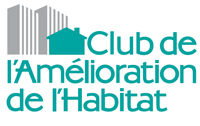 Club de
l'Amélioration
de l'Habitat